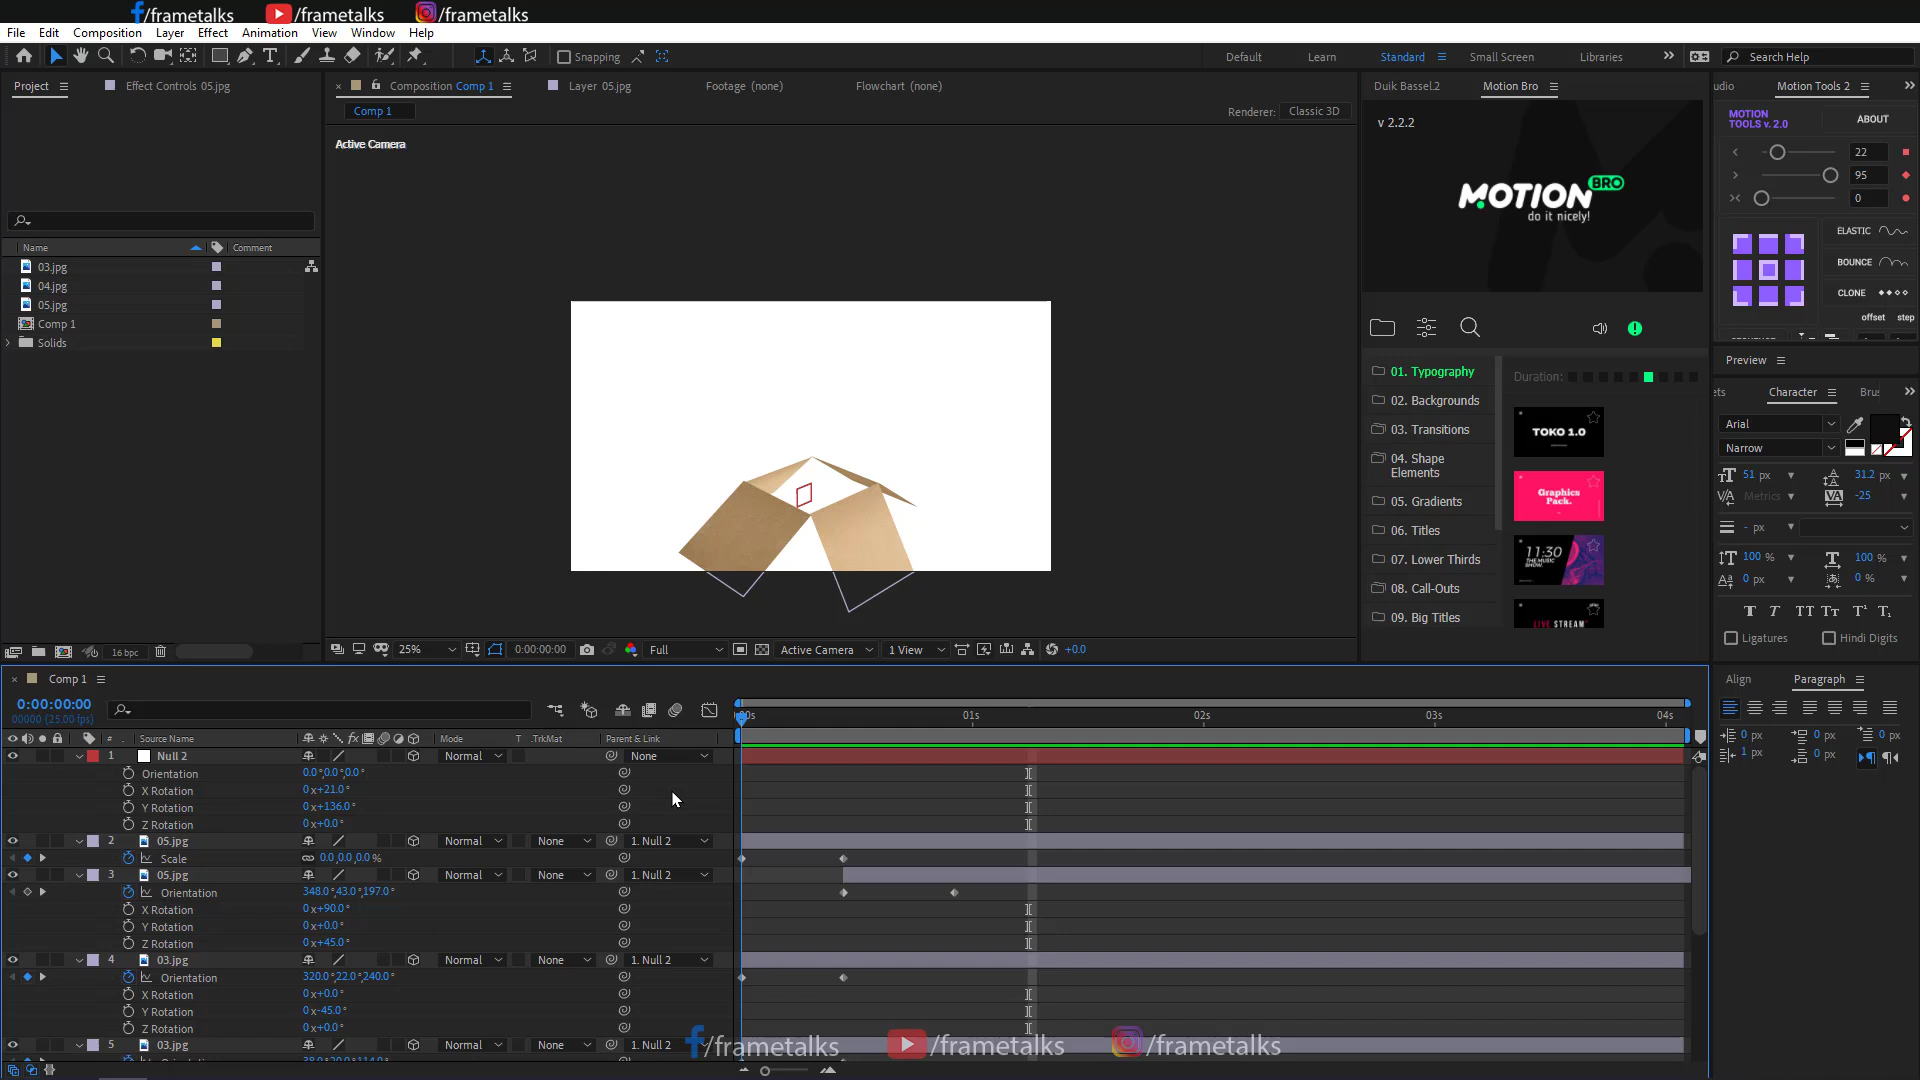 /frametalks /frametalks /frametalks
File Edit Composition Layer Effect Animation View Window Help
Snapping Default Learn Standard Small Screen Libraries Search Help
Project Effect Controls 05.jpg Composition Comp 1 Layer 05.jpg Footage (none) Flowchart (none) Duik Bassel.2 Motion Bro udio Motion Tools 2
Comp 1 Renderer: Classic 3D
Active Camera
v 2.2.2
MOTION BRO
do it nicely!
MOTION
TOOLS v. 2.0
ABOUT
22
95
0
ELASTIC
BOUNCE
CLONE
offset step
Name Comment
03.jpg
04.jpg
05.jpg
Comp 1
Solids
01. Typography
02. Backgrounds
03. Transitions
04. Shape
Elements
05. Gradients
06. Titles
07. Lower Thirds
08. Call-Outs
09. Big Titles
Duration:
TOKO 1.0
Graphics
Pack.
11:30
THE MUSIC
SHOW.
LIVE STREAM
Preview
ets Character Brus
Arial
Narrow
51 px 31.2 px
Metrics -25
- px
100 % 100 %
0 px 0 %
T T TT Tт T¹ T₁
Ligatures Hindi Digits
16 bpc 25% 0:00:00:00 Full Active Camera 1 View +0.0
Comp 1
0:00:00:00
00000 (25.00 fps)
00s 01s 02s 03s 04s
# Source Name fx Mode T .TrkMat Parent & Link
1 Null 2 Normal None
Orientation 0.0°,0.0°,0.0°
X Rotation 0x+21.0°
Y Rotation 0x+136.0°
Z Rotation 0x+0.0°
2 05.jpg Normal None 1. Null 2
Scale 0.0,0.0,0.0%
3 05.jpg Normal None 1. Null 2
Orientation 348.0°,43.0°,197.0°
X Rotation 0x+90.0°
Y Rotation 0x+0.0°
Z Rotation 0x+45.0°
4 03.jpg Normal None 1. Null 2
Orientation 320.0°,22.0°,240.0°
X Rotation 0x+0.0°
Y Rotation 0x-45.0°
Z Rotation 0x+0.0°
5 03.jpg Normal None 1. Null 2
Align Paragraph
0 px 0 px 0 px
1 px 0 px
/frametalks /frametalks /frametalks